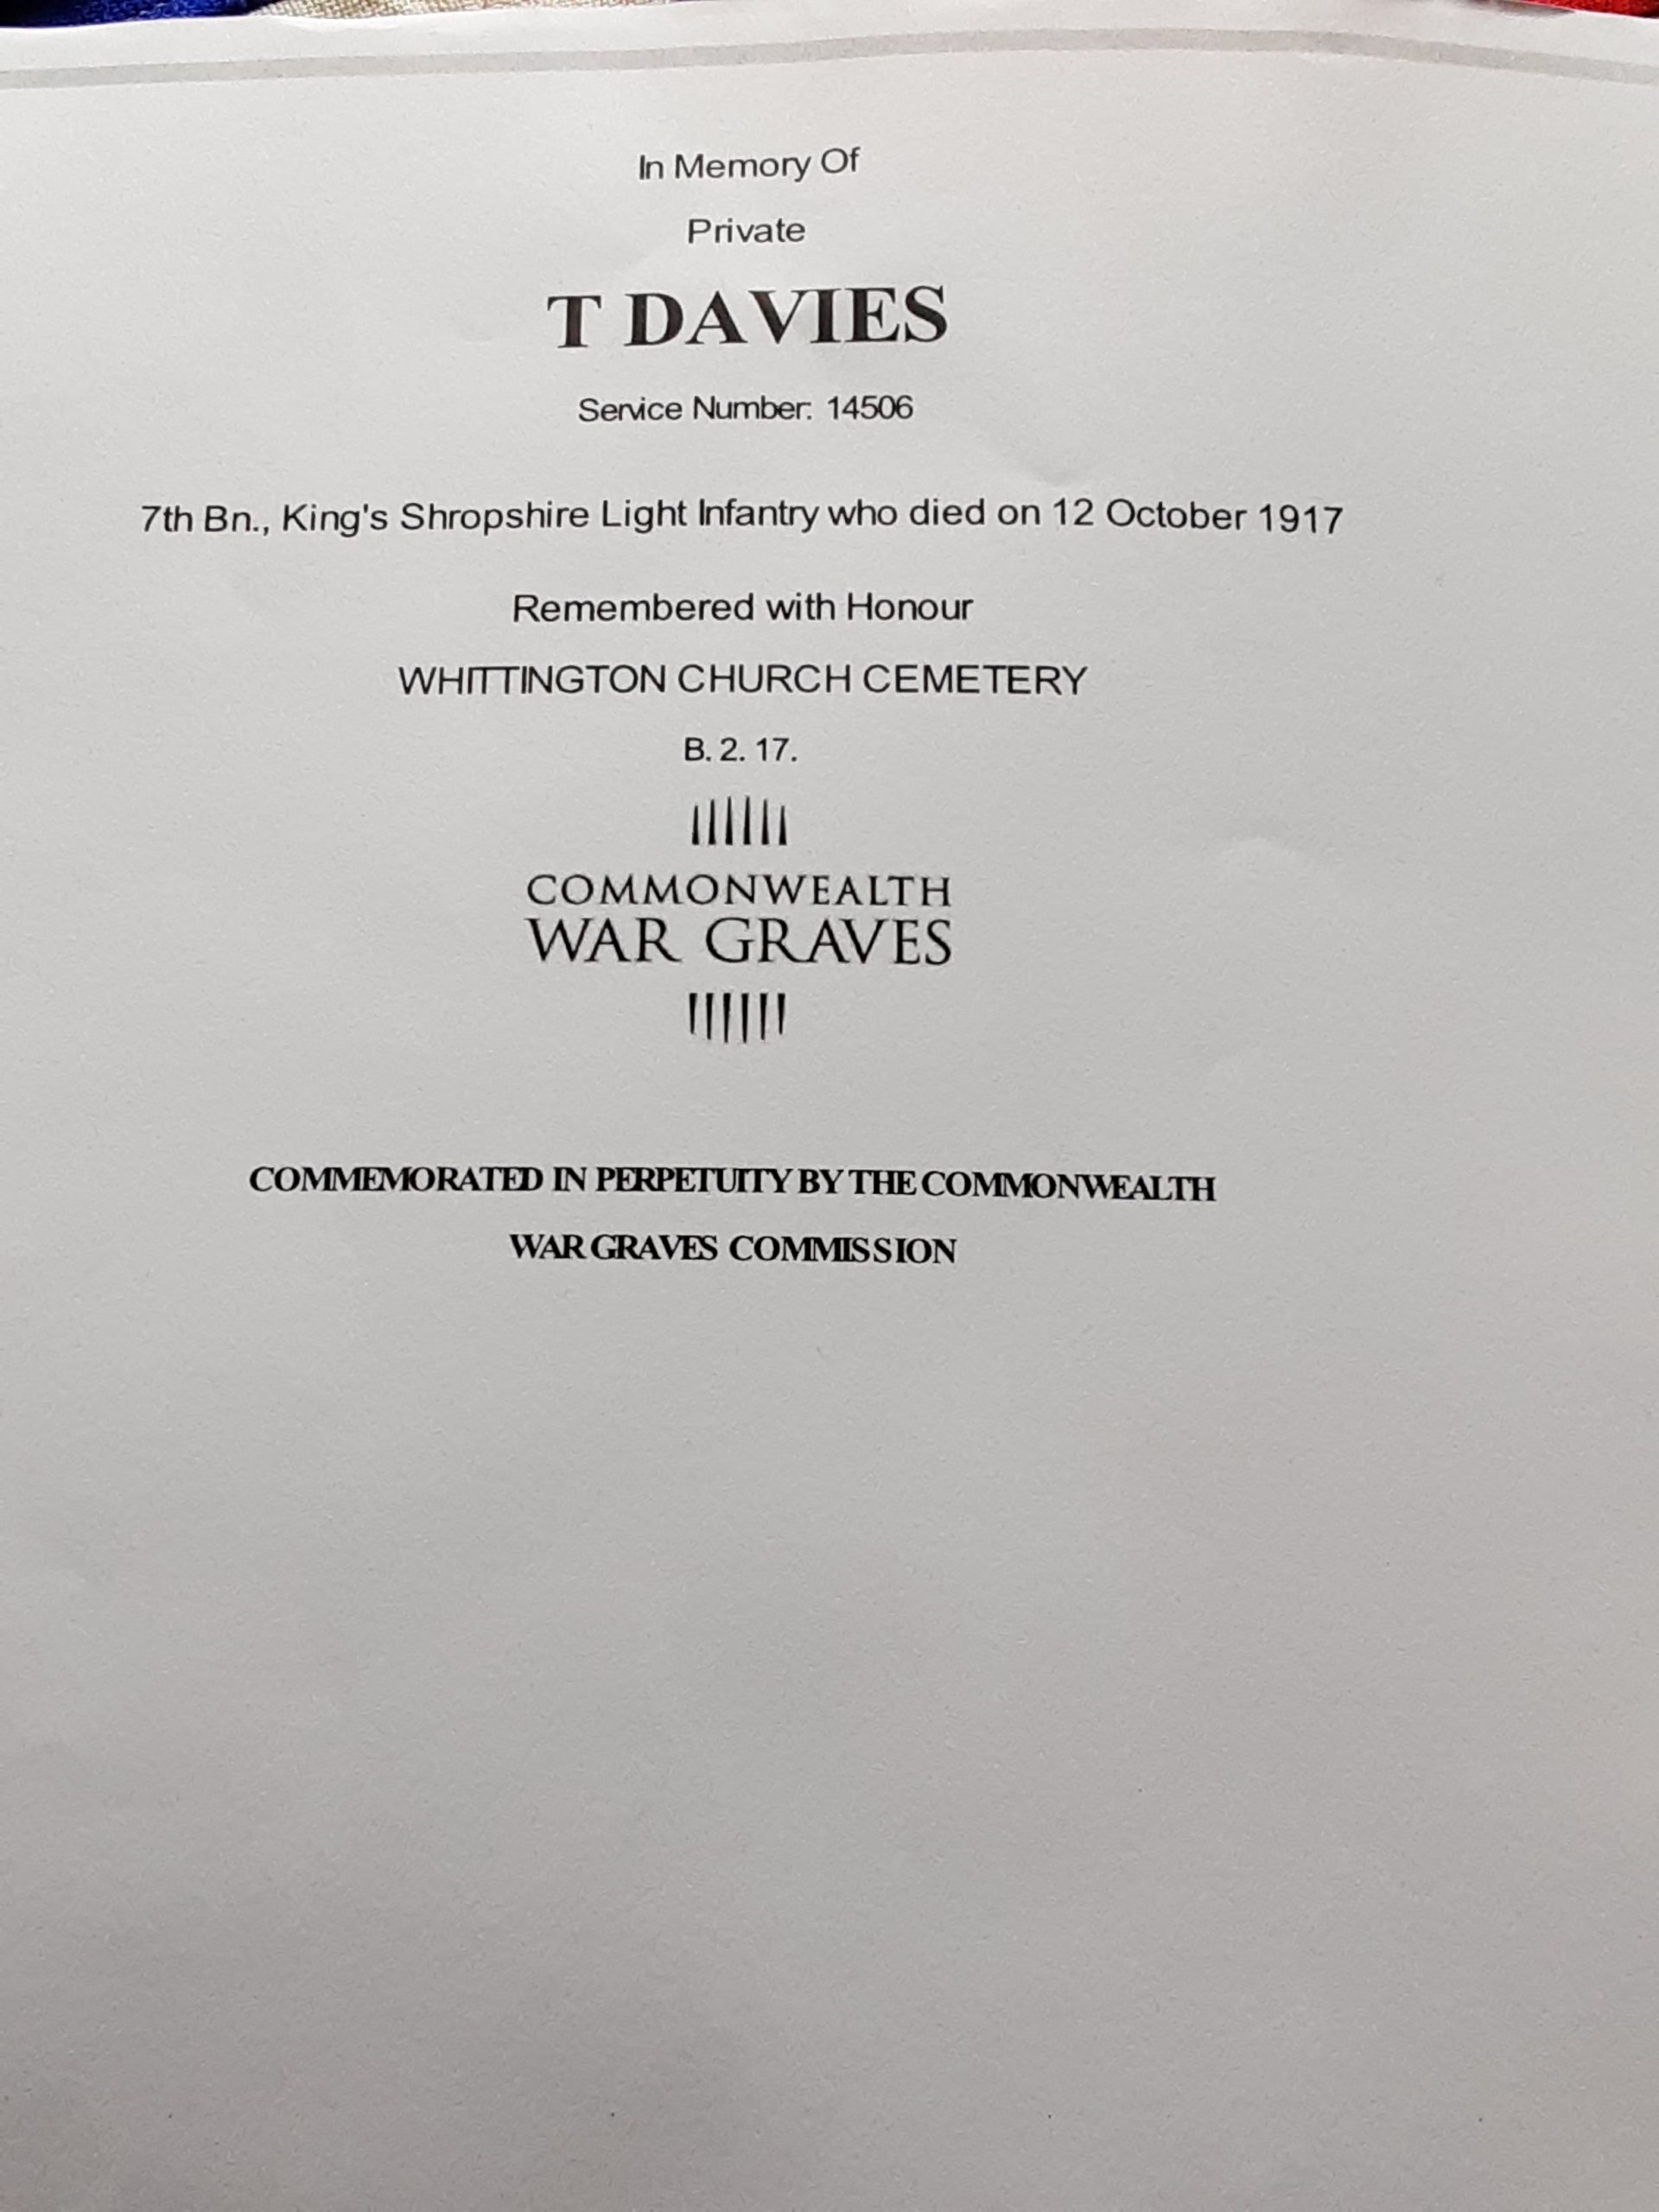 In Memory Of
Private
T DAVIES
Service Number: 14506
7th Bn., King's Shropshire Light Infantry who died on 12 October 1917
Remembered with Honour
WHITTINGTON CHURCH CEMETERY
B. 2. 17.
COMMONWEALTH
WAR GRAVES
COMMEMORATED IN PERPETUITY BY THE COMMONWEALTH
WAR GRAVES COMMISSION